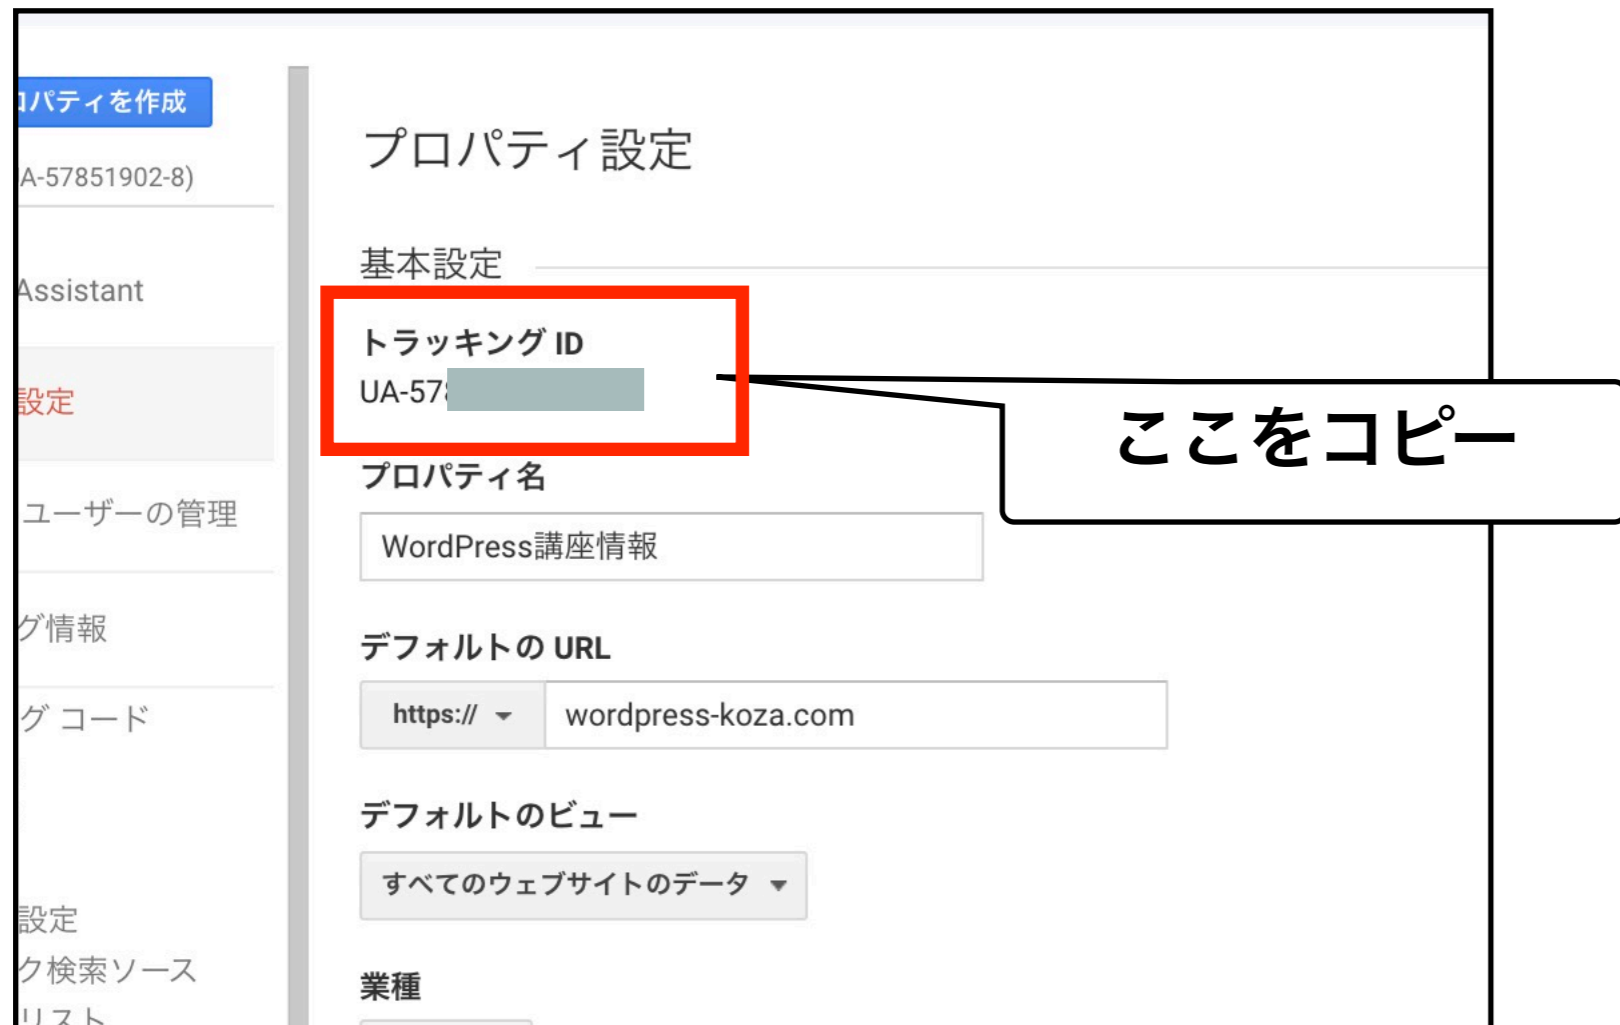 パティを作成
A-57851902-8)
Assistant
設定
ユーザーの管理
グ情報
グ コード
設定
ク検索ソース
リスト
プロパティ設定
基本設定
トラッキング ID
UA-578
ここをコピー
プロパティ名
WordPress講座情報
デフォルトの URL
https://
wordpress-koza.com
デフォルトのビュー
すべてのウェブサイトのデータ
業種